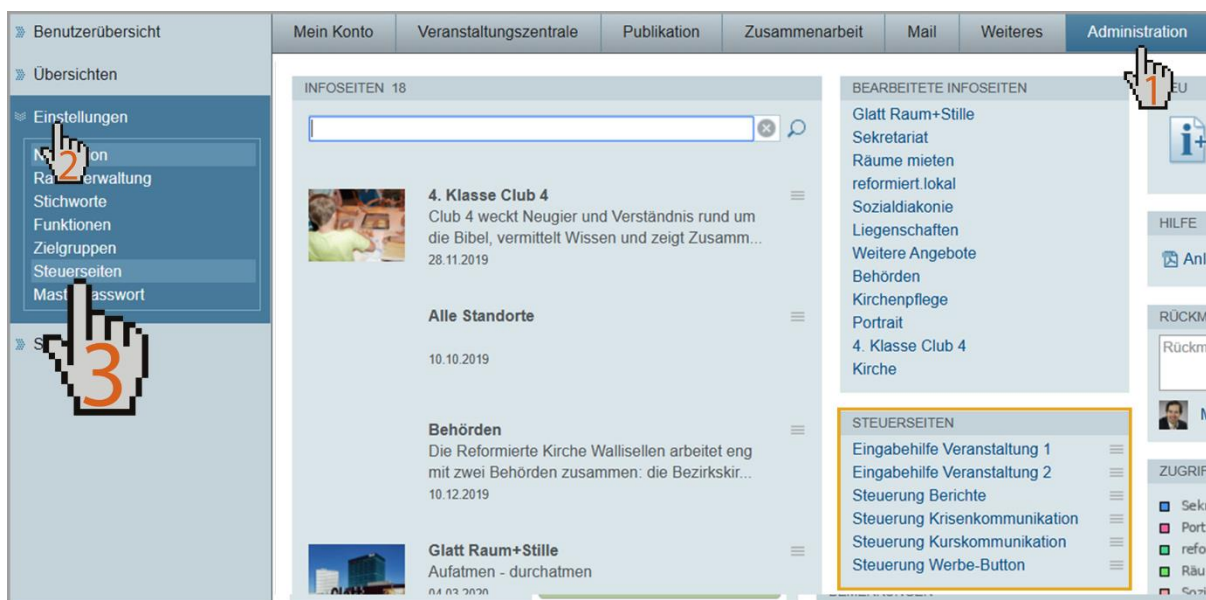 Benutzerübersicht
Übersichten
Einstellungen
Stichworte
Funktionen
Zielgruppen
Steuerseiten
Mein Konto Veranstaltungszentrale Publikation Zusammenarbeit Mail Weiteres Administration
1
2
3
INFOSEITEN 18
4. Klasse Club 4
Club 4 weckt Neugier und Verständnis rund um
die Bibel, vermittelt Wissen und zeigt Zusamm...
28.11.2019
Alle Standorte
10.10.2019
Behörden
Die Reformierte Kirche Wallisellen arbeitet eng
mit zwei Behörden zusammen: die Bezirkskir...
10.12.2019
Glatt Raum+Stille
Aufatmen - durchatmen
04.03.2020
BEARBEITETE INFOSEITEN
Glatt Raum+Stille
Sekretariat
Räume mieten
reformiert.lokal
Sozialdiakonie
Liegenschaften
Weitere Angebote
Behörden
Kirchenpflege
Portrait
4. Klasse Club 4
Kirche
STEUERSEITEN
Eingabehilfe Veranstaltung 1
Eingabehilfe Veranstaltung 2
Steuerung Berichte
Steuerung Krisenkommunikation
Steuerung Kurskommunikation
Steuerung Werbe-Button
HILFE